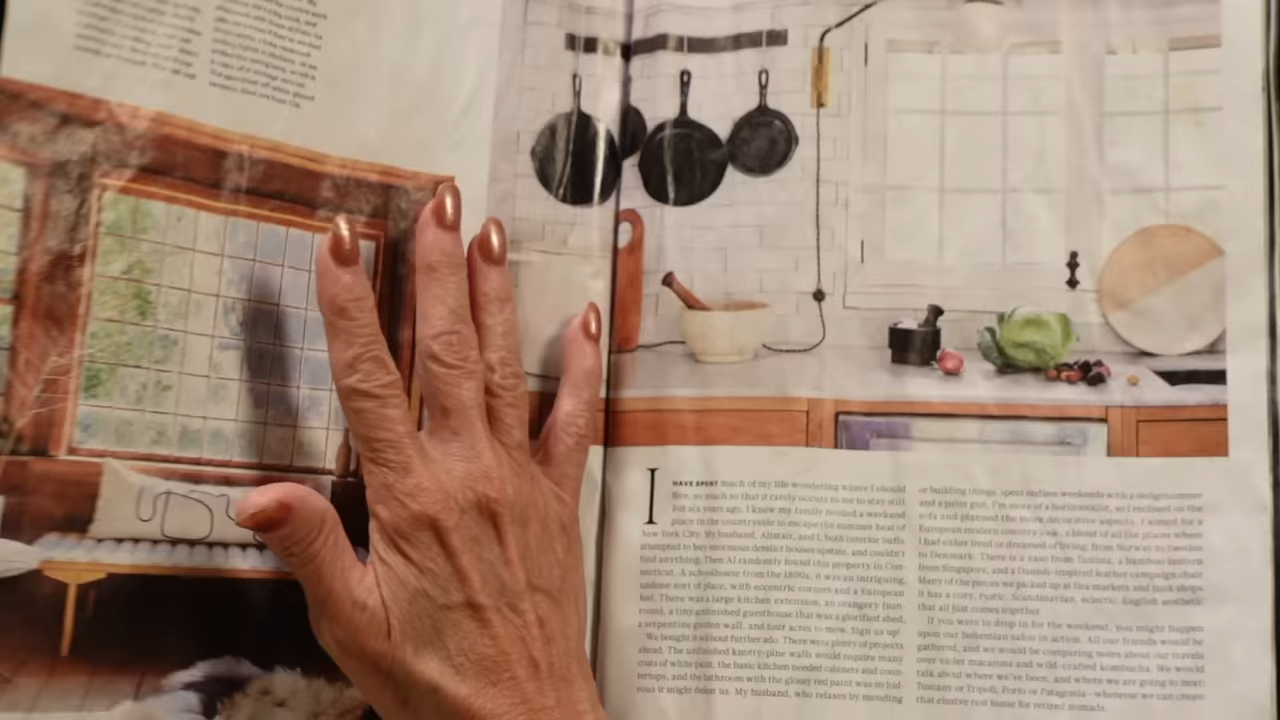 I HAVE SPENT much of my life wondering where I should
live, so much so that it rarely occurs to me to stay still.
But six years ago, I knew my family needed a weekend
place in the countryside to escape the summer heat of
New York City. My husband, Alistair, and I, both interior buffs,
attempted to buy enormous derelict houses upstate, and couldn't
find anything. Then Al randomly found this property in Con-
necticut. A schoolhouse from the 1800s, it was an intriguing,
undone sort of place, with eccentric corners and a European
feel. There was a large kitchen extension, an orangery (sun-
room), a tiny unfinished guesthouse that was a glorified shed,
a serpentine garden wall, and four acres to mow. Sign us up!
We bought it without further ado. There were plenty of projects
ahead. The unfinished knotty-pine walls would require many
coats of white paint, the basic kitchen needed cabinets and coun-
tertops, and the bathroom with the glossy red paint was so hid-
eous it might deter us. My husband, who relaxes by mending
or building things, spent endless weekends with a sledgehammer
and a paint gun. I'm more of a horizontalist, so I reclined on the
sofa and planned the more decorative aspects. I aimed for a
European modern country look, a blend of all the places where
I had either lived or dreamed of living, from Norway to Sweden
to Denmark. There is a vase from Tunisia, a bamboo lantern
from Singapore, and a Danish-inspired leather campaign chair.
Many of the pieces we picked up at flea markets and junk shops.
It has a cozy, rustic, Scandinavian, eclectic English aesthetic
that all just comes together.
If you were to drop in for the weekend, you might happen
upon our bohemian salon in action. All our friends would be
gathered, and we would be comparing notes about our travels
over violet macarons and wild-crafted kombucha. We would
talk about where we've been, and where we are going to next:
Tuscany or Tripoli, Porto or Patagonia—wherever we can create
that elusive rest home for retired nomads.